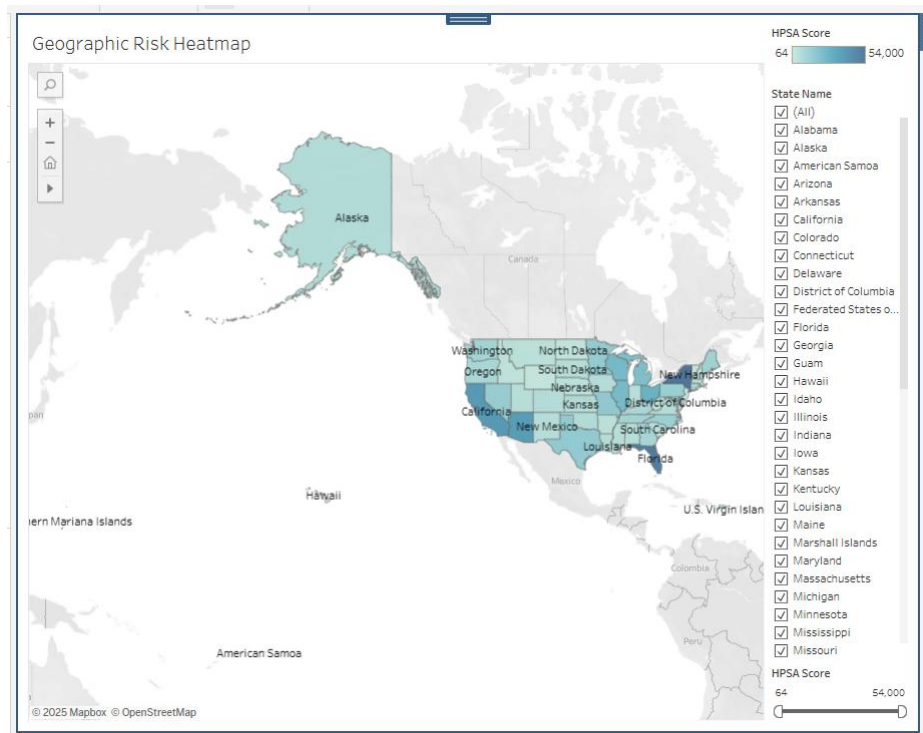 Geographic Risk Heatmap
Alaska
Canada
Washington
North Dakota
Oregon
South Dakota
New Hampshire
Nebraska
California
Kansas
District of Columbia
New Mexico
South Carolina
Louisiana
Florida
Mexico
Hawaii
U.S. Virgin Islan
ern Mariana Islands
Colombia
American Samoa
Peru
pan
© 2025 Mapbox © OpenStreetMap
HPSA Score
64 54,000
State Name
(All)
Alabama
Alaska
American Samoa
Arizona
Arkansas
California
Colorado
Connecticut
Delaware
District of Columbia
Federated States o...
Florida
Georgia
Guam
Hawaii
Idaho
Illinois
Indiana
Iowa
Kansas
Kentucky
Louisiana
Maine
Marshall Islands
Maryland
Massachusetts
Michigan
Minnesota
Mississippi
Missouri
HPSA Score
64 54,000